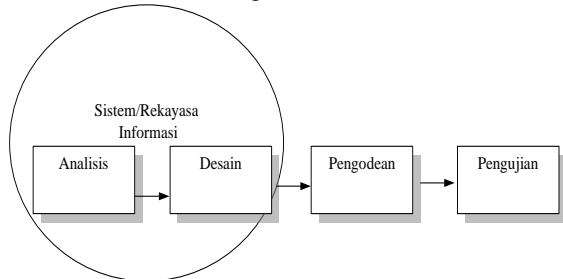 Sistem/Rekayasa
Informasi
Analisis
Desain
Pengodean
Pengujian